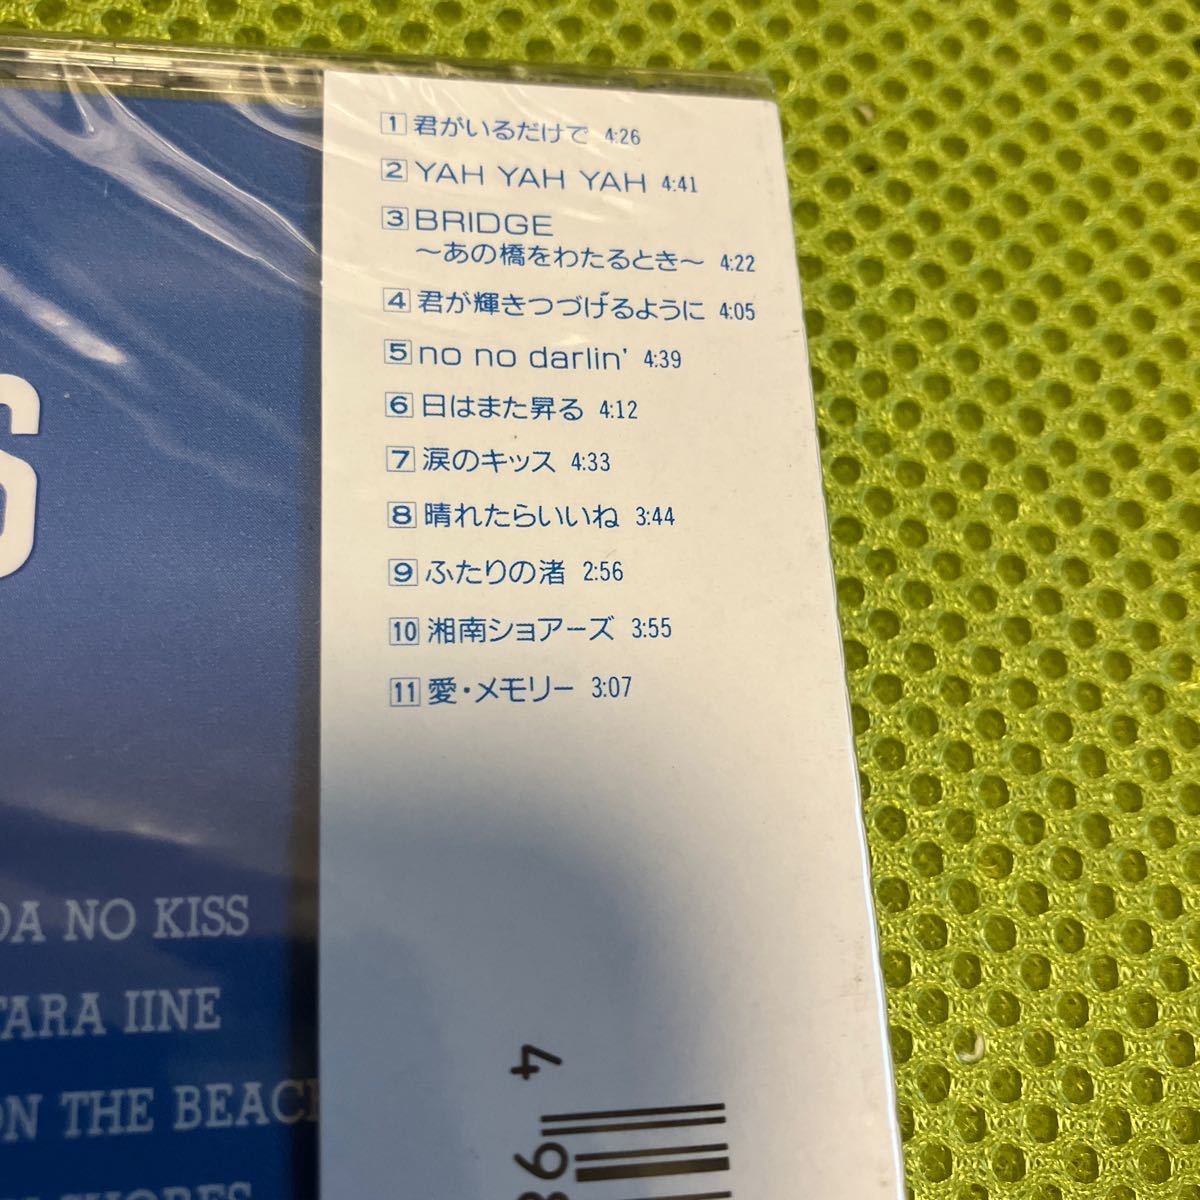 1 君がいるだけで 4:26
2 YAH YAH YAH 4:41
3 BRIDGE
〜あの橋をわたるとき〜 4:22
4 君が輝きつづけるように 4:05
5 no no darlin' 4:39
6 日はまた昇る 4:12
7 涙のキッス 4:33
8 晴れたらいいね 3:44
9 ふたりの渚 2:56
10 湘南ショアーズ 3:55
11 愛・メモリー 3:07
S
DA NO KISS
TARA IINE
ON THE BEAC
SHORES
4
98